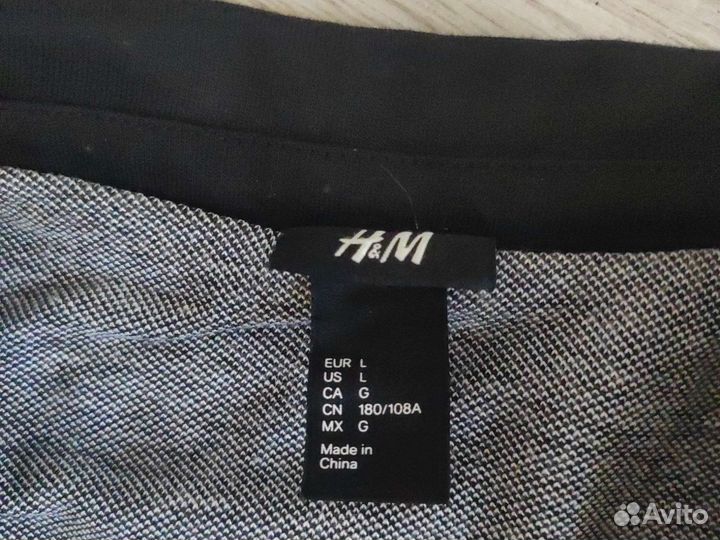 H&M
EUR L
US L
CA G
CN 180/108A
MX G
Made in
China
Avito